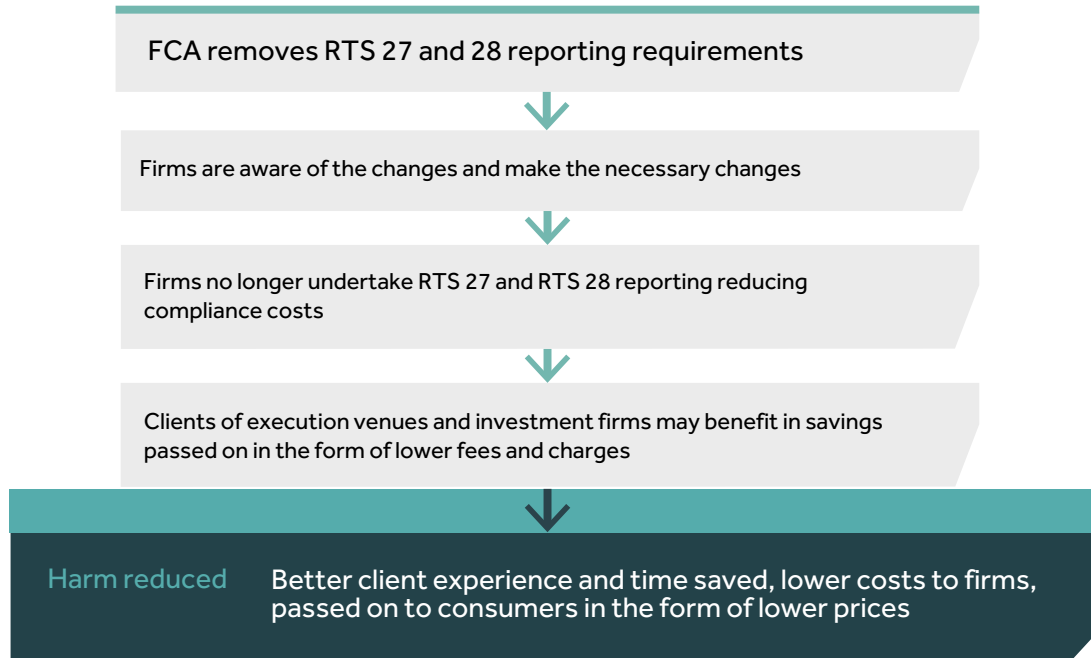 FCA removes RTS 27 and 28 reporting requirements
Firms are aware of the changes and make the necessary changes
Firms no longer undertake RTS 27 and RTS 28 reporting reducing
compliance costs
Clients of execution venues and investment firms may benefit in savings
passed on in the form of lower fees and charges
Harm reduced
Better client experience and time saved, lower costs to firms,
passed on to consumers in the form of lower prices